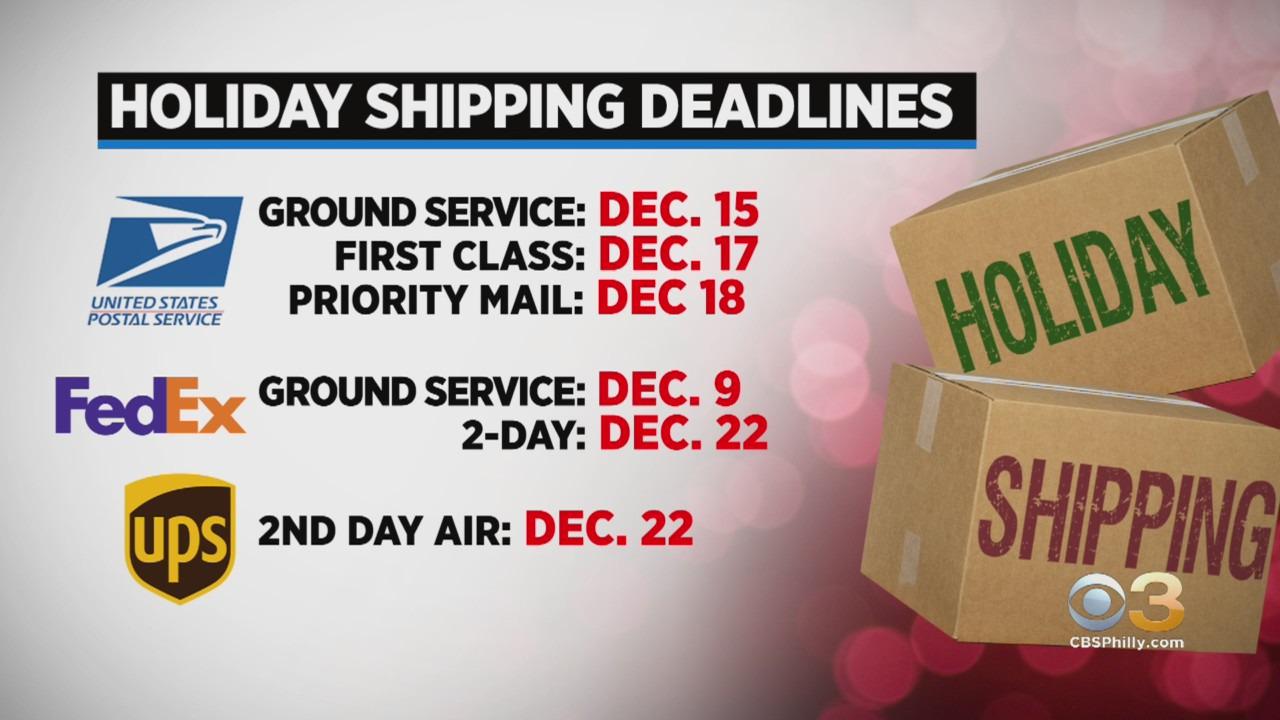 HOLIDAY SHIPPING DEADLINES
UNITED STATES
POSTAL SERVICE
GROUND SERVICE: DEC. 15
FIRST CLASS: DEC. 17
PRIORITY MAIL: DEC 18
FedEx
GROUND SERVICE: DEC. 9
2-DAY: DEC. 22
ups
2ND DAY AIR: DEC. 22
HOLIDAY
SHIPPING
3
CBSPhilly.com